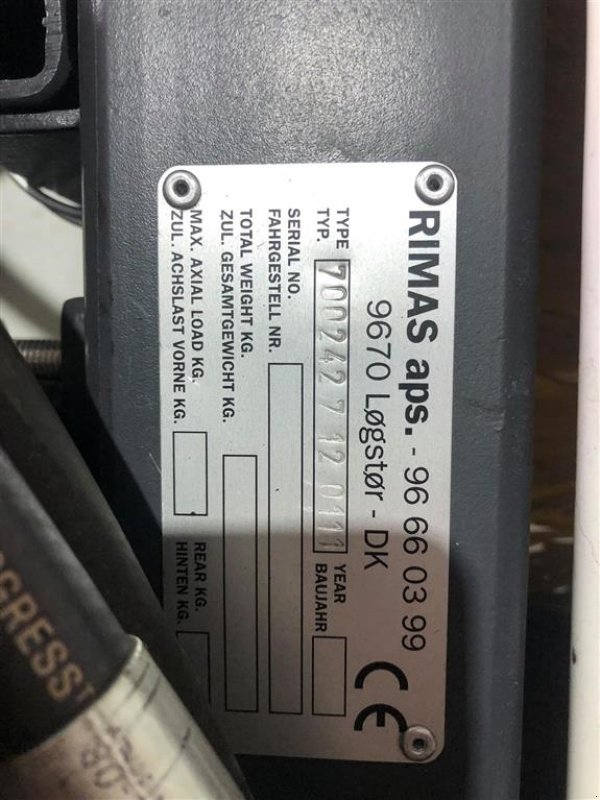 RIMAS aps. - 96 66 03 99
9670 Løgstør - DK
TYPE
TYP. 700242 7 120111 YEAR
BAUJAHR
CE
SERIAL NO.
FAHRGESTELL NR.
TOTAL WEIGHT KG.
ZUL. GESAMTGEWICHT KG.
MAX. AXIAL LOAD KG. REAR KG.
ZUL. ACHSLAST VORNE KG. HINTEN KG.